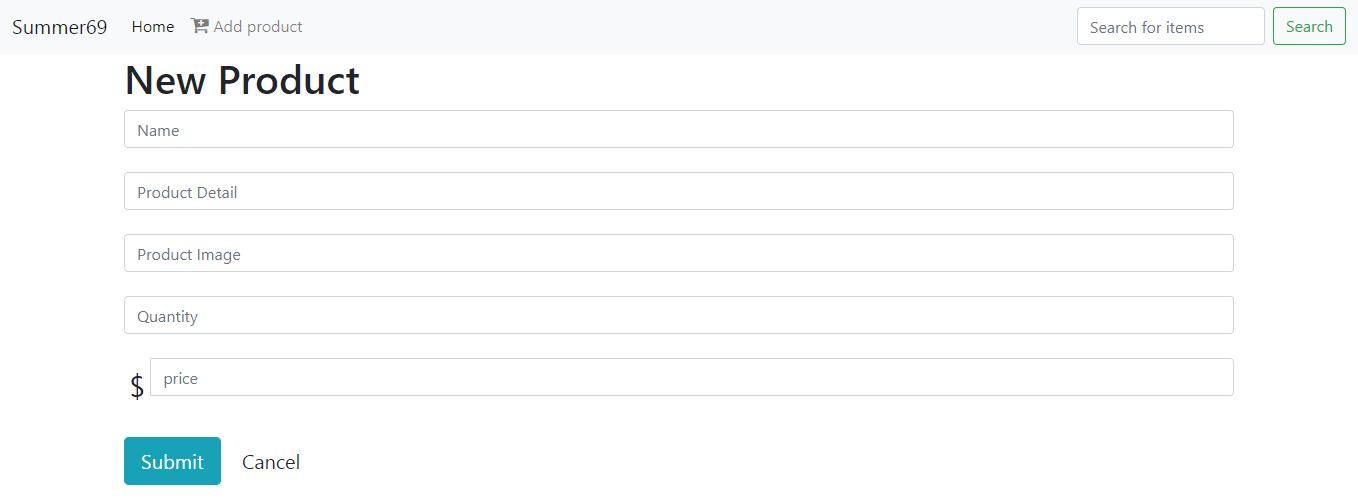 Summer69 Home Add product Search for items Search
New Product
Name
Product Detail
Product Image
Quantity
$ price
Submit Cancel